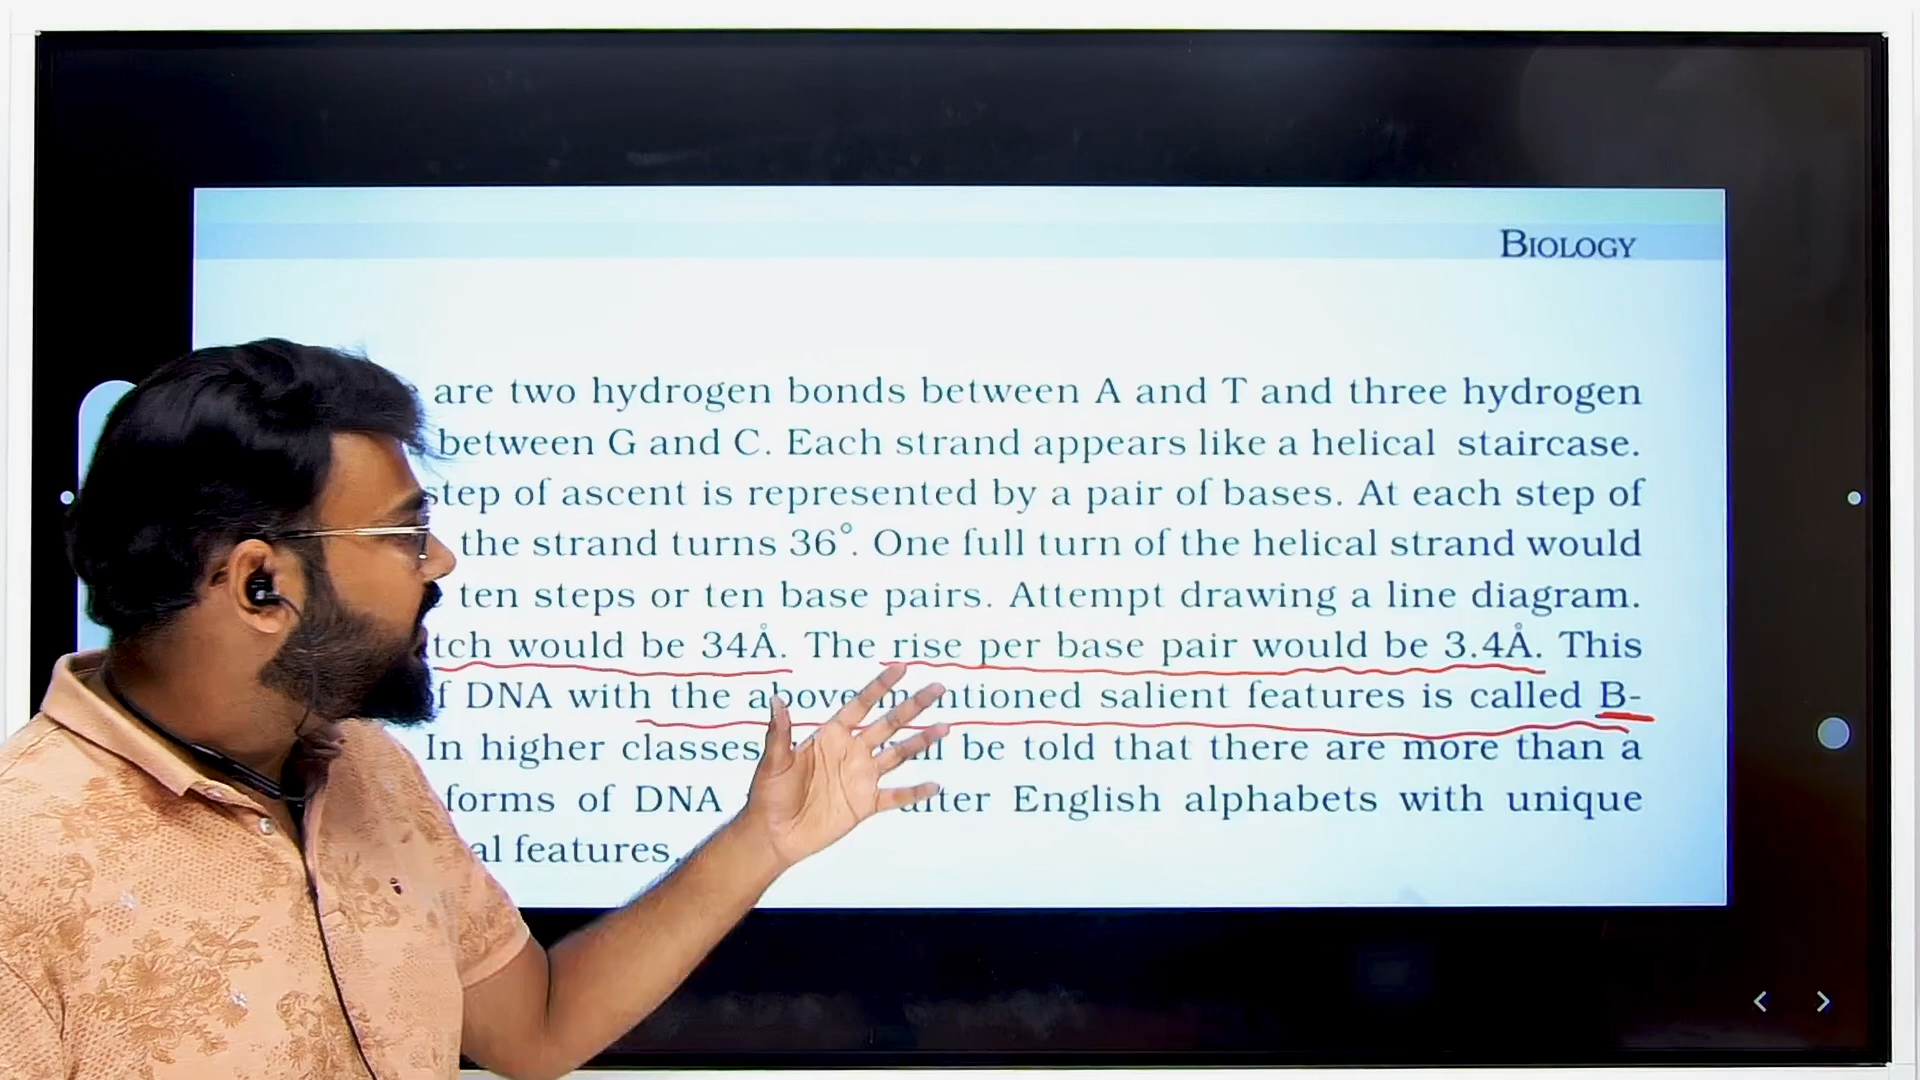 BIOLOGY
are two hydrogen bonds between A and T and three hydrogen
between G and C. Each strand appears like a helical staircase.
step of ascent is represented by a pair of bases. At each step of
the strand turns 36°. One full turn of the helical strand would
ten steps or ten base pairs. Attempt drawing a line diagram.
tch would be 34Å. The rise per base pair would be 3.4Å. This
f DNA with the above mentioned salient features is called B-
In higher classes be told that there are more than a
forms of DNA after English alphabets with unique
al features.